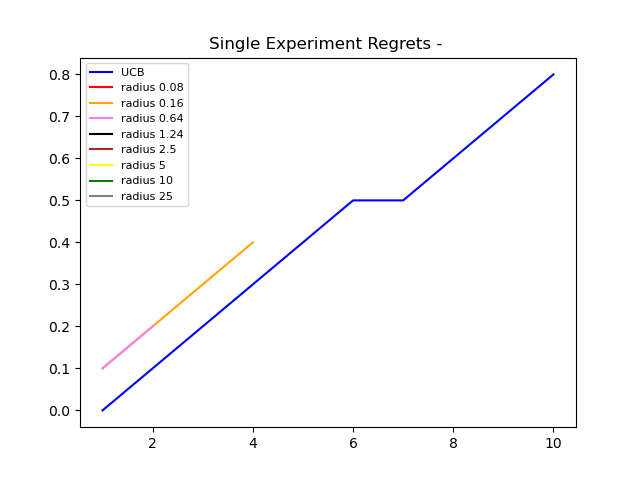 Single Experiment Regrets -
UCB
radius 0.08
radius 0.16
radius 0.64
radius 1.24
radius 2.5
radius 5
radius 10
radius 25
0.8
0.7
0.6
0.5
0.4
0.3
0.2
0.1
0.0
2 4 6 8 10